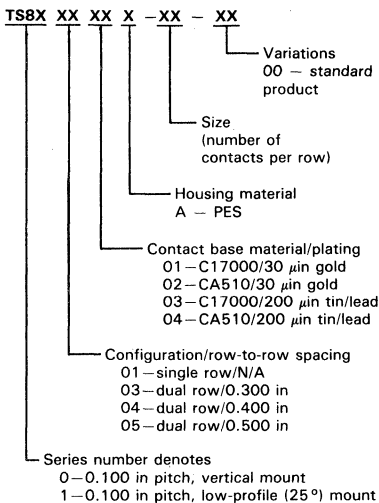 TS8X XX XX X -XX - XX
Variations
00 – standard
product
Size
(number of
contacts per row)
Housing material
A – PES
Contact base material/plating
01–C17000/30 μin gold
02–CA510/30 μin gold
03–C17000/200 μin tin/lead
04–CA510/200 μin tin/lead
Configuration/row-to-row spacing
01–single row/N/A
03–dual row/0.300 in
04–dual row/0.400 in
05–dual row/0.500 in
Series number denotes
0–0.100 in pitch, vertical mount
1–0.100 in pitch, low-profile (25°) mount